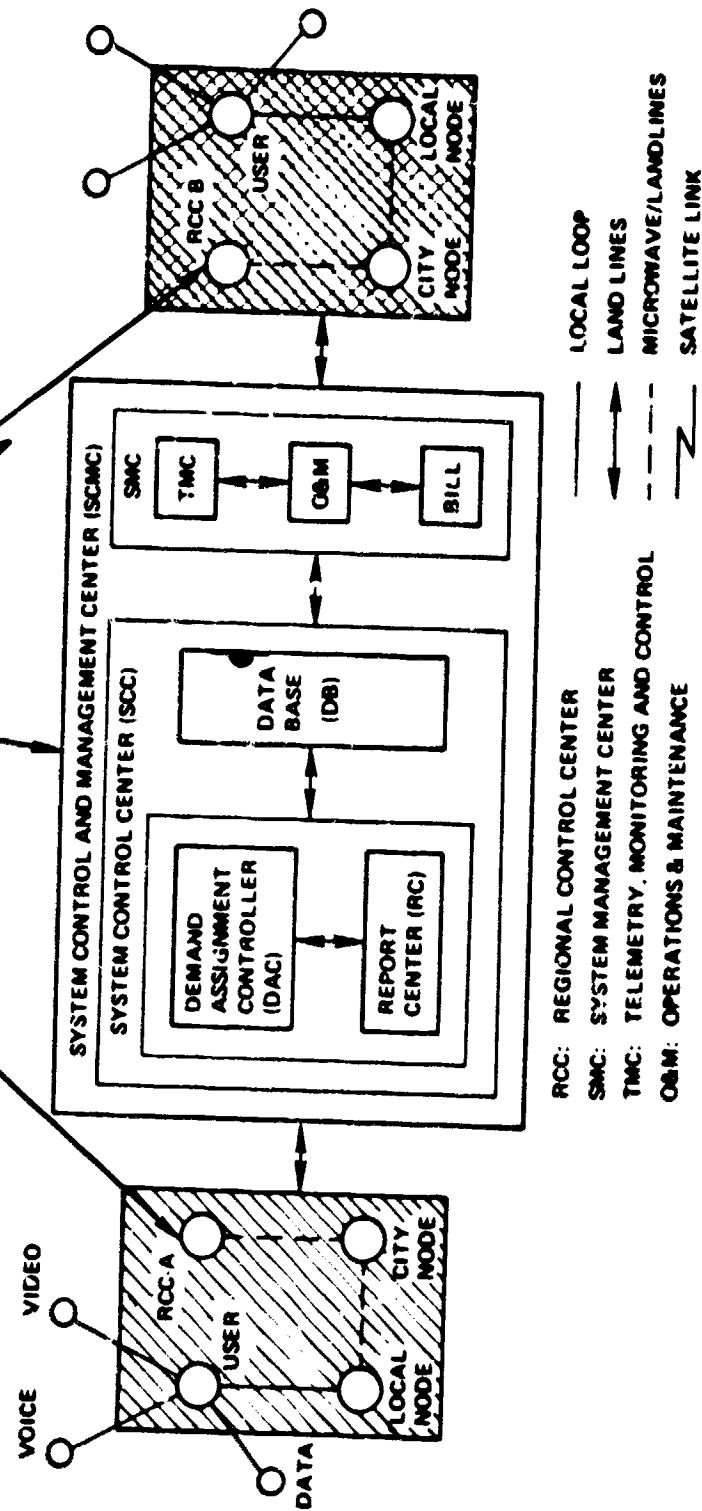 VOICE
VIDEO
DATA
RCC-A
USER
LOCAL
NODE
CITY
NODE
SYSTEM CONTROL AND MANAGEMENT CENTER (SCMC)
SYSTEM CONTROL CENTER (SCC)
DEMAND
ASSIGNMENT
CONTROLLER
(DAC)
REPORT
CENTER (RC)
DATA
BASE
(DB)
SMC
TMC
O&M
BILL
RCC B
USER
CITY
NODE
LOCAL
NODE
RCC: REGIONAL CONTROL CENTER
SMC: SYSTEM MANAGEMENT CENTER
TMC: TELEMETRY, MONITORING AND CONTROL
O&M: OPERATIONS & MAINTENANCE
LOCAL LOOP
LAND LINES
MICROWAVE/LANDLINES
SATELLITE LINK